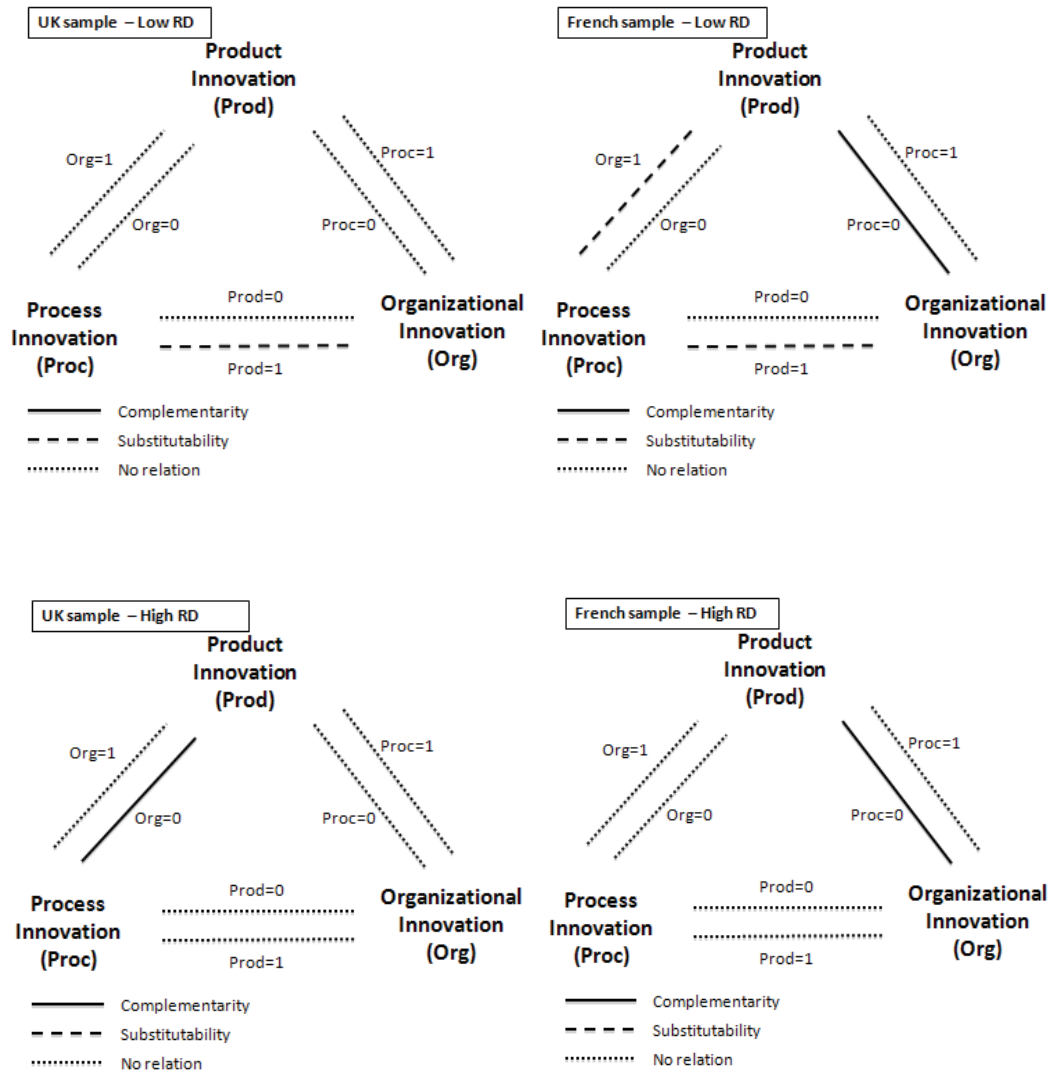 UK sample – Low RD
Product
Innovation
(Prod)
Org=1
Org=0
Proc=1
Proc=0
Process
Innovation
(Proc)
Prod=0
Prod=1
Organizational
Innovation
(Org)
Complementarity
Substitutability
No relation
French sample – Low RD
Product
Innovation
(Prod)
Org=1
Org=0
Proc=1
Proc=0
Process
Innovation
(Proc)
Prod=0
Prod=1
Organizational
Innovation
(Org)
Complementarity
Substitutability
No relation
UK sample – High RD
Product
Innovation
(Prod)
Org=1
Org=0
Proc=1
Proc=0
Process
Innovation
(Proc)
Prod=0
Prod=1
Organizational
Innovation
(Org)
Complementarity
Substitutability
No relation
French sample – High RD
Product
Innovation
(Prod)
Org=1
Org=0
Proc=1
Proc=0
Process
Innovation
(Proc)
Prod=0
Prod=1
Organizational
Innovation
(Org)
Complementarity
Substitutability
No relation